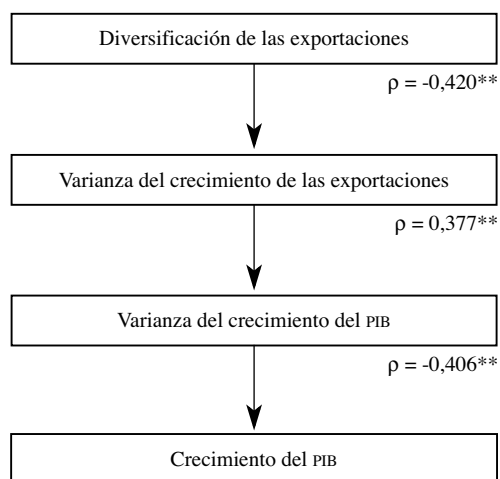 Diversificación de las exportaciones
ρ = -0,420**
Varianza del crecimiento de las exportaciones
ρ = 0,377**
Varianza del crecimiento del PIB
ρ = -0,406**
Crecimiento del PIB